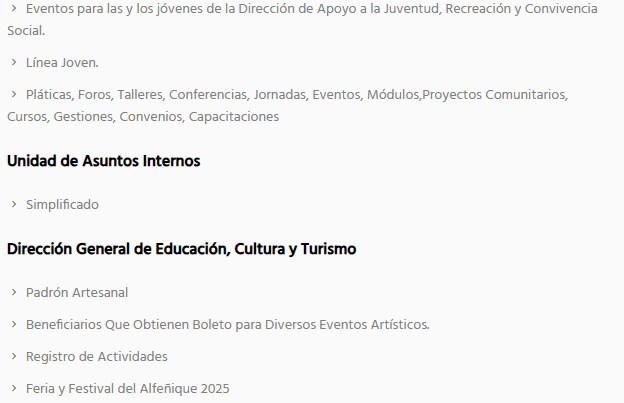 Eventos para las y los jóvenes de la Dirección de Apoyo a la Juventud, Recreación y Convivencia
Social.
Línea Joven.
Pláticas, Foros, Talleres, Conferencias, Jornadas, Eventos, Módulos,Proyectos Comunitarios,
Cursos, Gestiones, Convenios, Capacitaciones
Unidad de Asuntos Internos
Simplificado
Dirección General de Educación, Cultura y Turismo
Padrón Artesanal
Beneficiarios Que Obtienen Boleto para Diversos Eventos Artísticos.
Registro de Actividades
Feria y Festival del Alfeñique 2025